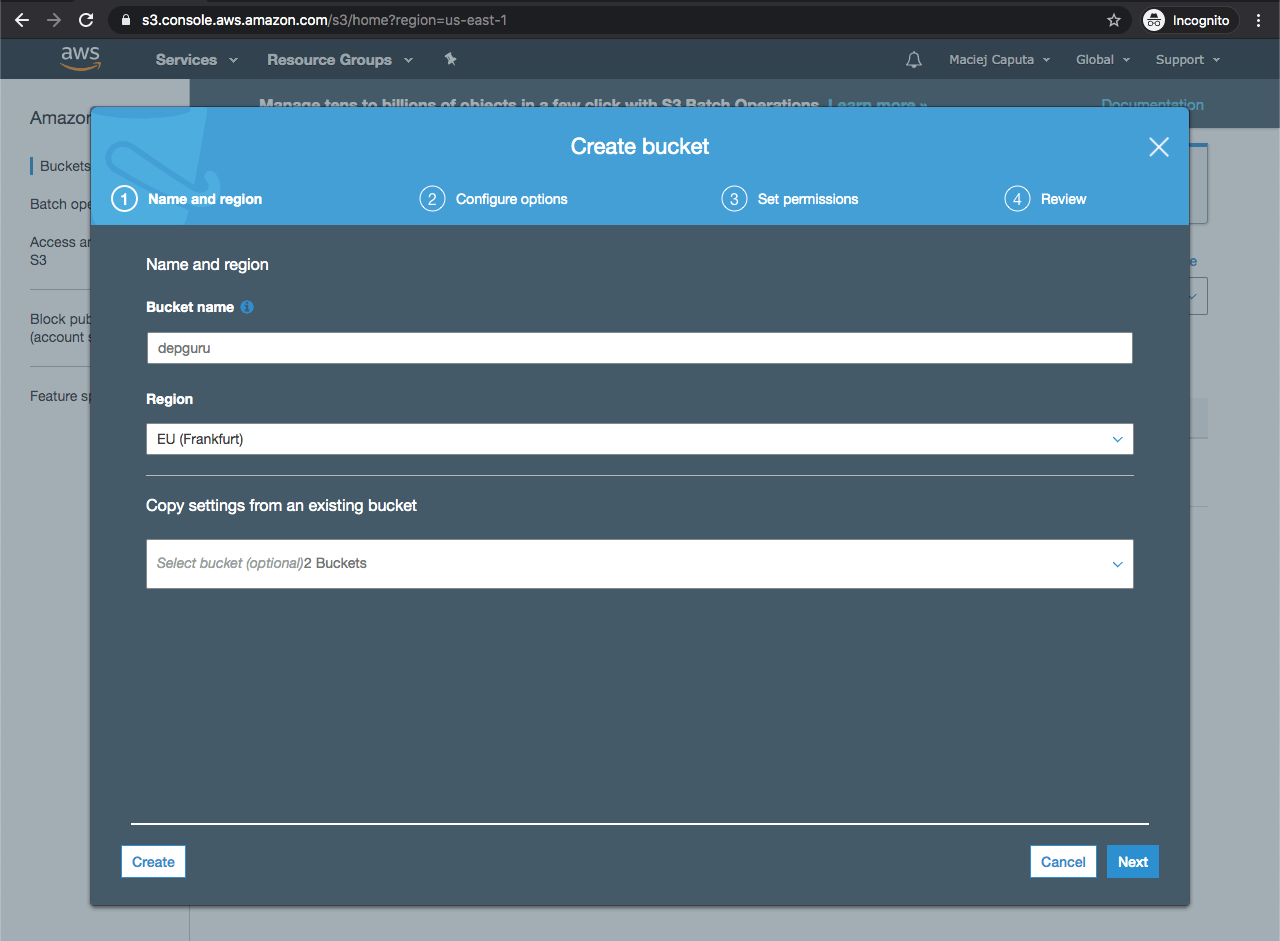 s3.console.aws.amazon.com/s3/home?region=us-east-1
Incognito
aws
Services
Resource Groups
Maciej Caputa
Global
Support
Manage tens to billions of objects in a few click with S3 Batch Operations. Learn more »
Documentation
Amazon
Buckets
Batch ope
Access an
S3
Block pub
(account s
Feature sp
Create bucket
1 Name and region
2 Configure options
3 Set permissions
4 Review
Name and region
Bucket name
depguru
Region
EU (Frankfurt)
Copy settings from an existing bucket
Select bucket (optional)2 Buckets
Create
Cancel
Next